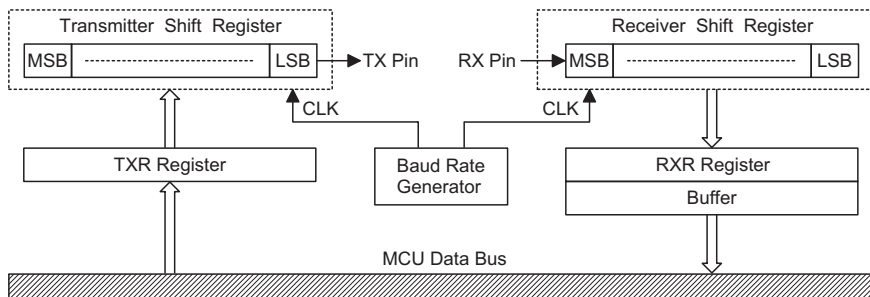 Transmitter Shift Register
Receiver Shift Register
MSB
LSB
TX Pin
RX Pin
MSB
LSB
CLK
CLK
TXR Register
Baud Rate
Generator
RXR Register
Buffer
MCU Data Bus